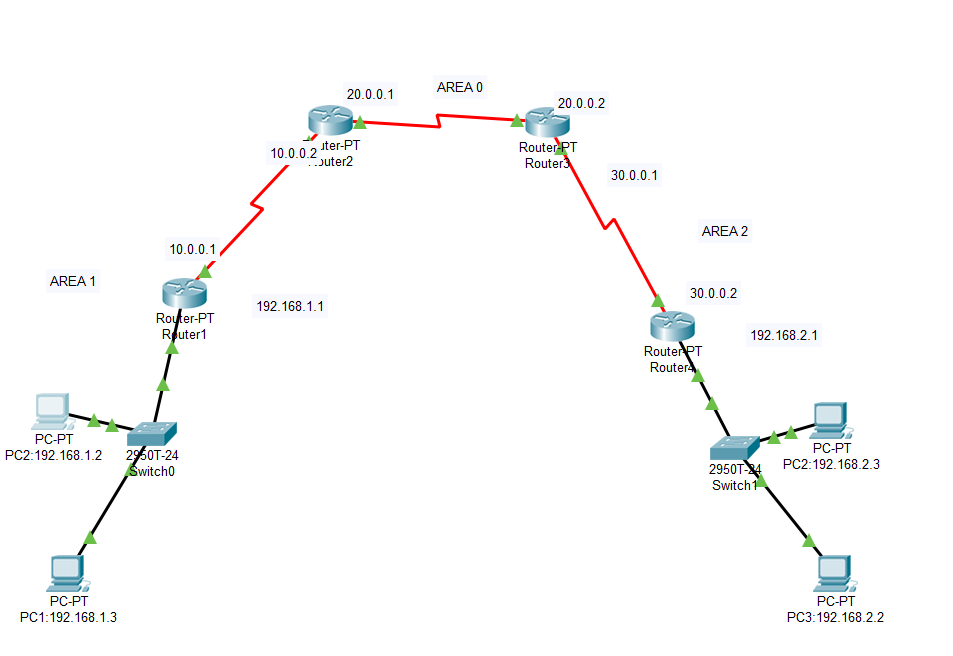 20.0.0.1
AREA 0
20.0.0.2
10.0.0.2
Router2
Router-PT
Router3
30.0.0.1
AREA 2
10.0.0.1
AREA 1
192.168.1.1
Router-PT
Router1
30.0.0.2
192.168.2.1
Router-PT
Router4
PC-PT
PC2:192.168.1.2
2950T-24
Switch0
PC-PT
PC2:192.168.2.3
2950T-24
Switch1
PC-PT
PC1:192.168.1.3
PC-PT
PC3:192.168.2.2